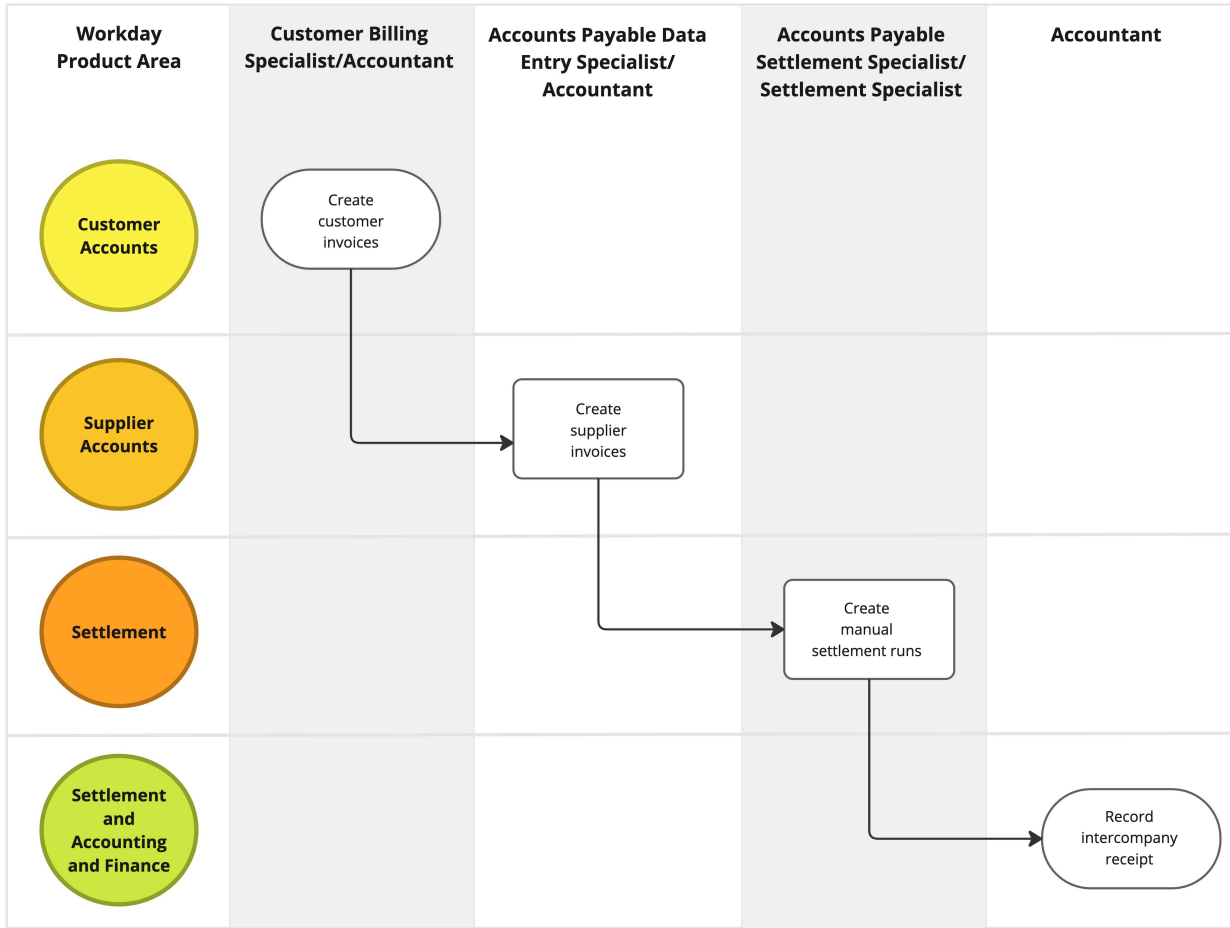 Workday
Product Area
Customer Billing
Specialist/Accountant
Accounts Payable Data
Entry Specialist/
Accountant
Accounts Payable
Settlement Specialist/
Settlement Specialist
Accountant
Customer
Accounts
Create
customer
invoices
Supplier
Accounts
Create
supplier
invoices
Settlement
Create
manual
settlement runs
Settlement
and
Accounting
and Finance
Record
intercompany
receipt